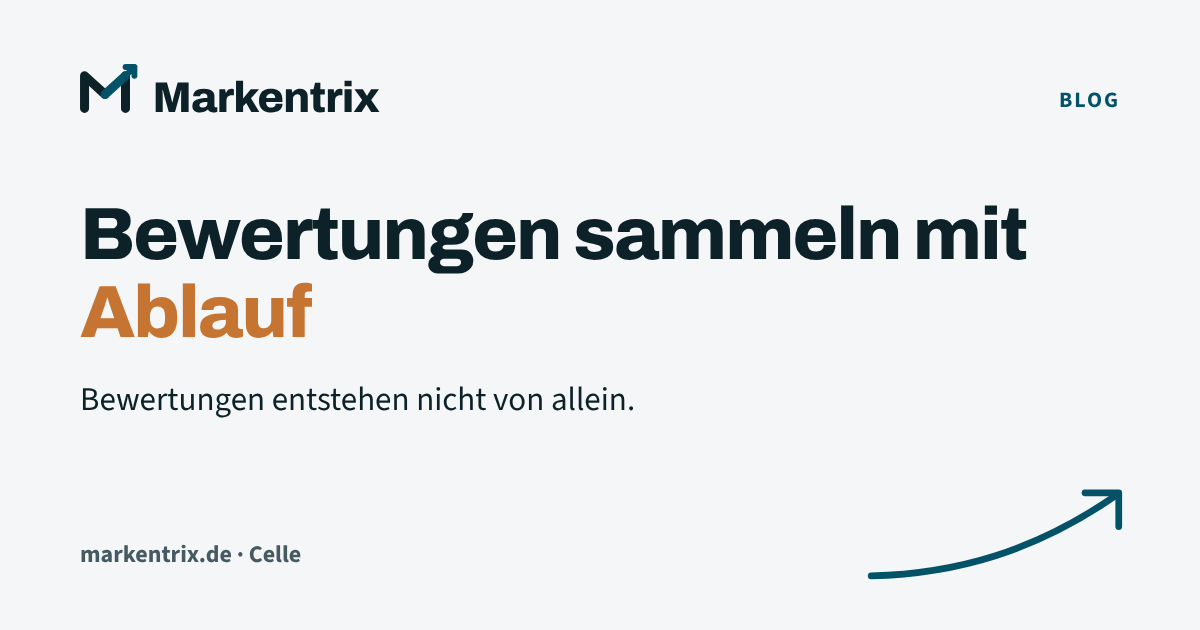 Markentrix
BLOG
Bewertungen sammeln mit
Ablauf
Bewertungen entstehen nicht von allein.
markentrix.de · Celle